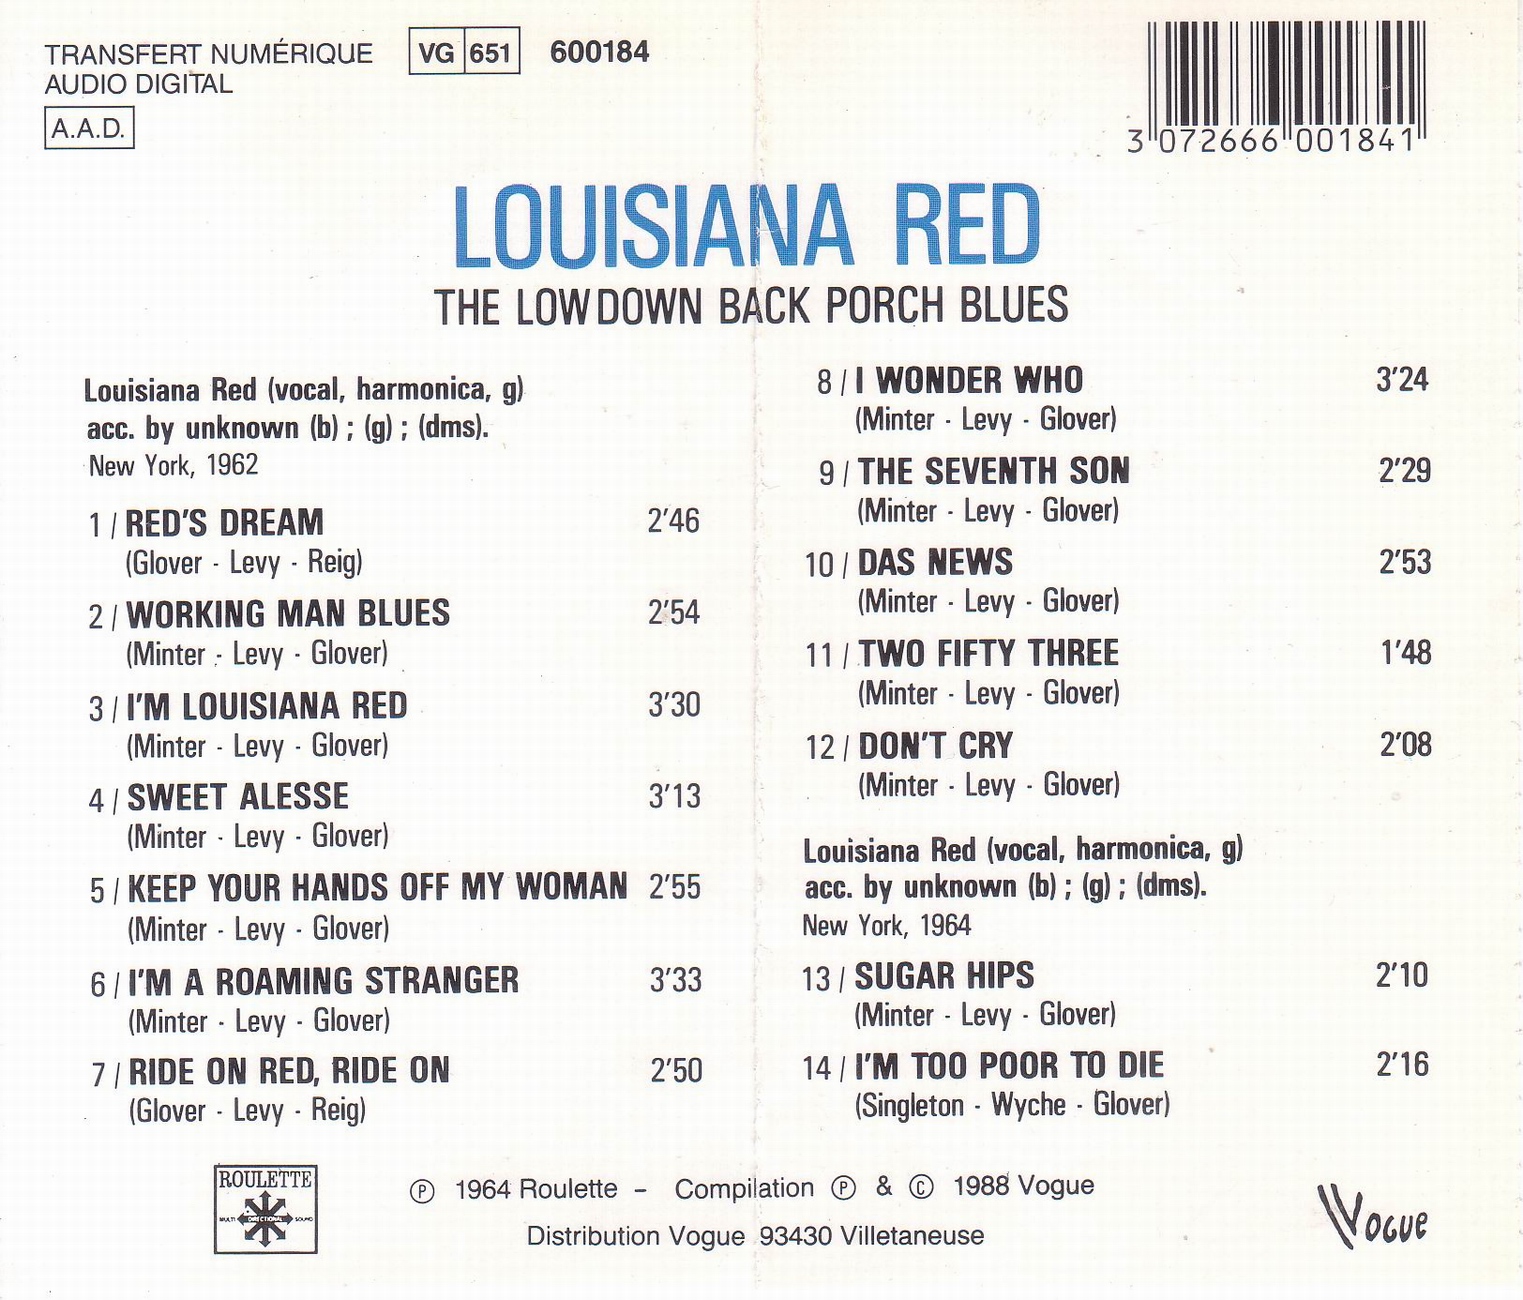 TRANSFERT NUMÉRIQUE
AUDIO DIGITAL
A.A.D.
VG 651 600184
3 072666 001841
LOUISIANA RED
THE LOWDOWN BACK PORCH BLUES
Louisiana Red (vocal, harmonica, g)
acc. by unknown (b) ; (g) ; (dms).
New York, 1962
1 / RED'S DREAM 2'46
(Glover - Levy - Reig)
2 / WORKING MAN BLUES 2'54
(Minter - Levy - Glover)
3 / I'M LOUISIANA RED 3'30
(Minter - Levy - Glover)
4 / SWEET ALESSE 3'13
(Minter - Levy - Glover)
5 / KEEP YOUR HANDS OFF MY WOMAN 2'55
(Minter - Levy - Glover)
6 / I'M A ROAMING STRANGER 3'33
(Minter - Levy - Glover)
7 / RIDE ON RED, RIDE ON 2'50
(Glover - Levy - Reig)
8 / I WONDER WHO 3'24
(Minter - Levy - Glover)
9 / THE SEVENTH SON 2'29
(Minter - Levy - Glover)
10 / DAS NEWS 2'53
(Minter - Levy - Glover)
11 / TWO FIFTY THREE 1'48
(Minter - Levy - Glover)
12 / DON'T CRY 2'08
(Minter - Levy - Glover)
Louisiana Red (vocal, harmonica, g)
acc. by unknown (b) ; (g) ; (dms).
New York, 1964
13 / SUGAR HIPS 2'10
(Minter - Levy - Glover)
14 / I'M TOO POOR TO DIE 2'16
(Singleton - Wyche - Glover)
ROULETTE
MULTI DIRECTIONAL SOUND
Ⓟ 1964 Roulette - Compilation Ⓟ & © 1988 Vogue
Distribution Vogue 93430 Villetaneuse
VOGUE